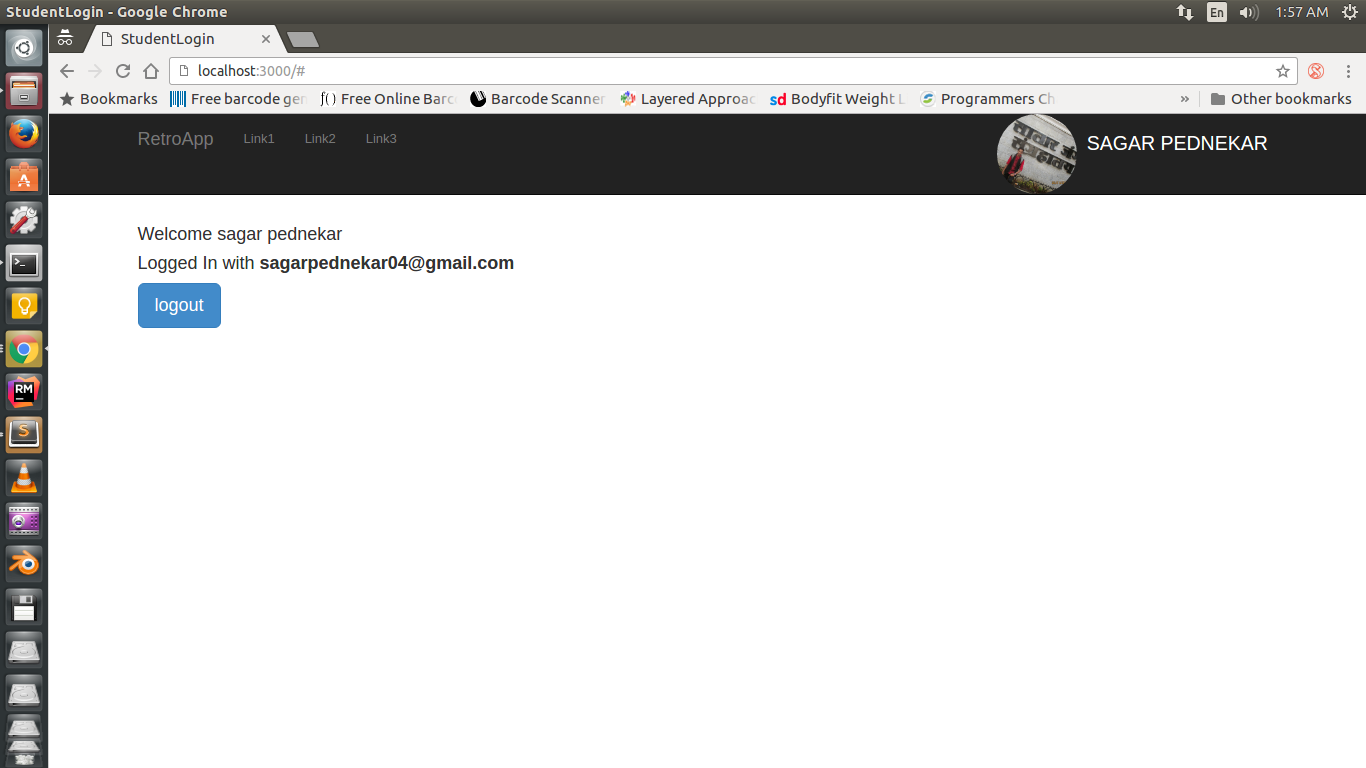 StudentLogin - Google Chrome
En
1:57 AM
StudentLogin
localhost:3000/#
Bookmarks
Free barcode gen
f() Free Online Barc
Barcode Scanner
Layered Approac
sd Bodyfit Weight L
Programmers Ch
»
Other bookmarks
RetroApp
Link1
Link2
Link3
SAGAR PEDNEKAR
Welcome sagar pednekar
Logged In with sagarpednekar04@gmail.com
logout
RM
S